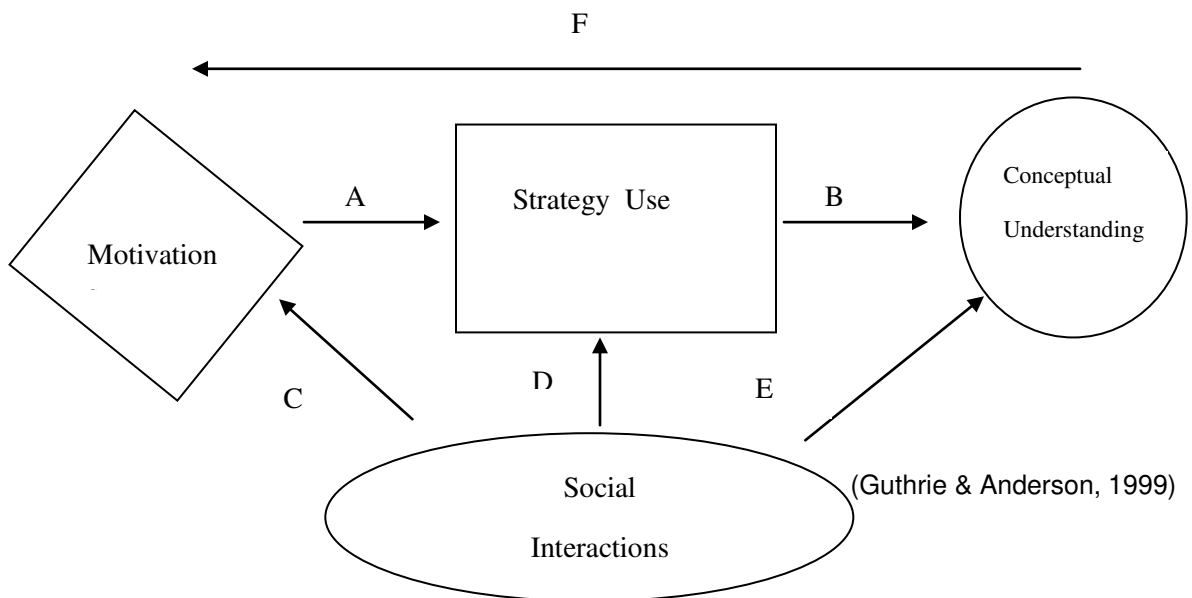 F
A
Strategy Use
B
Conceptual
Understanding
Motivation
C
D
E
Social
Interactions
(Guthrie & Anderson, 1999)